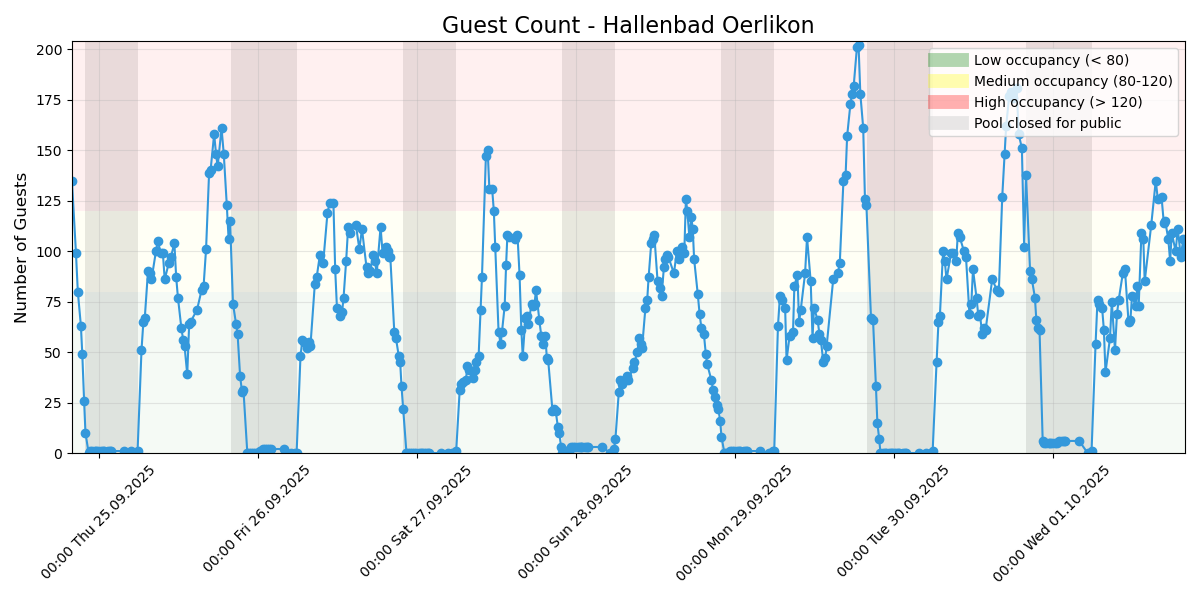 Guest Count - Hallenbad Oerlikon
Number of Guests
200
175
150
125
100
75
50
25
0
Low occupancy (< 80)
Medium occupancy (80-120)
High occupancy (> 120)
Pool closed for public
00:00 Thu 25.09.2025
00:00 Fri 26.09.2025
00:00 Sat 27.09.2025
00:00 Sun 28.09.2025
00:00 Mon 29.09.2025
00:00 Tue 30.09.2025
00:00 Wed 01.10.2025